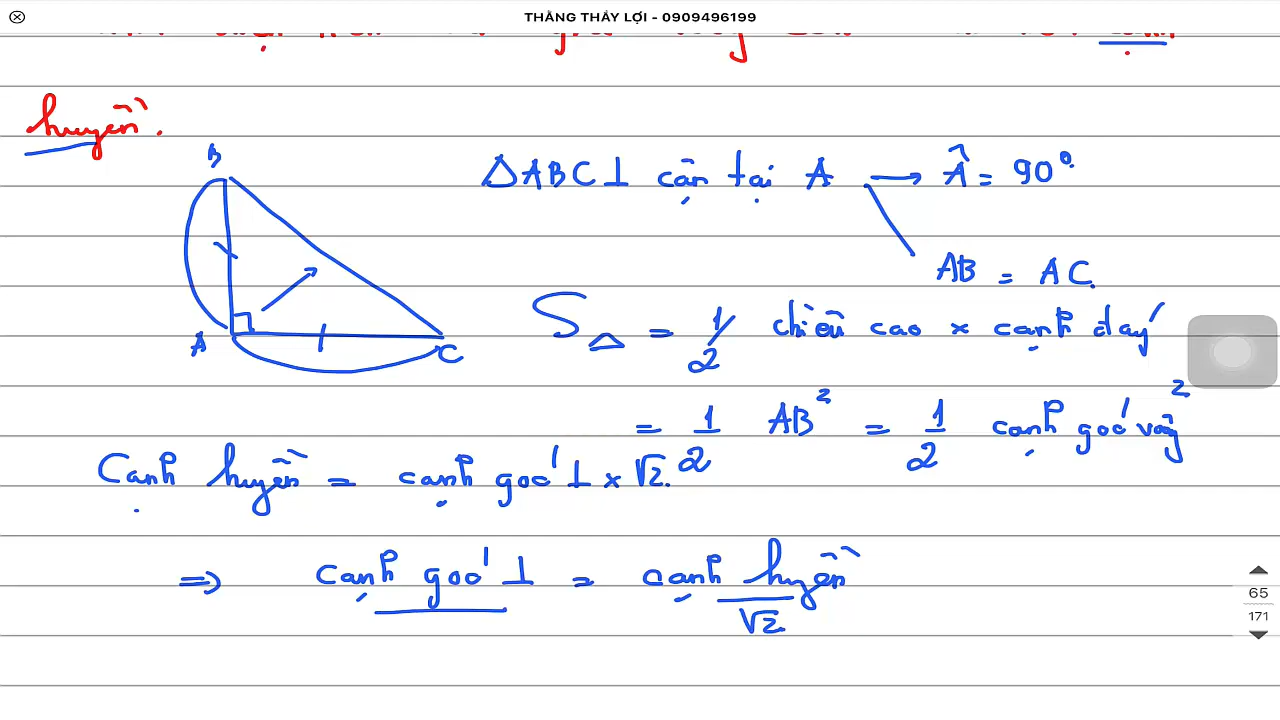 THẮNG THẦY LỢI - 0909496199
huyền.
B
ΔABC⊥ cân tại A → Â = 90°
AB = AC.
A
C
S△ = 1/2 chiều cao × cạnh đáy
= 1/2 AB² = 1/2 cạnh góc vuông²
Cạnh huyền = cạnh góc ⊥ × √2.
=> cạnh góc ⊥ = cạnh huyền / √2
65
171